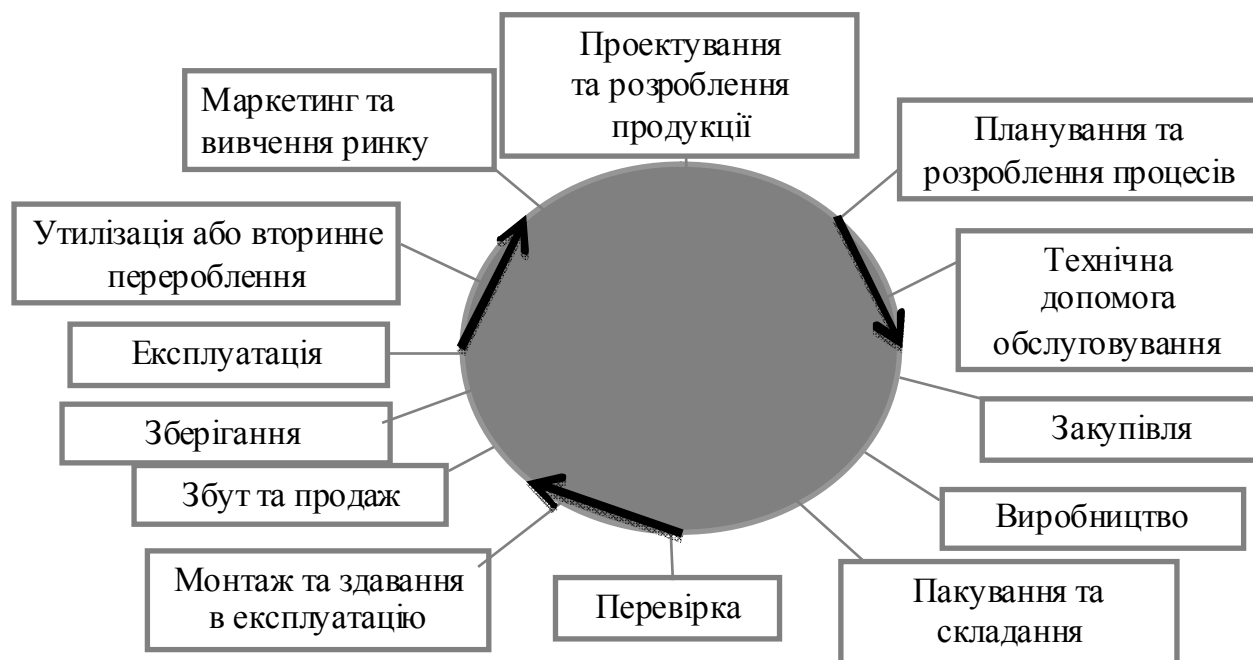 Проектування
та розроблення
продукції
Маркетинг та
вивчення ринку
Планування та
розроблення процесів
Утилізація або вторинне
перероблення
Технічна
допомога
обслуговування
Експлуатація
Зберігання
Закупівля
Збут та продаж
Виробництво
Монтаж та здавання
в експлуатацію
Перевірка
Пакування та
складання